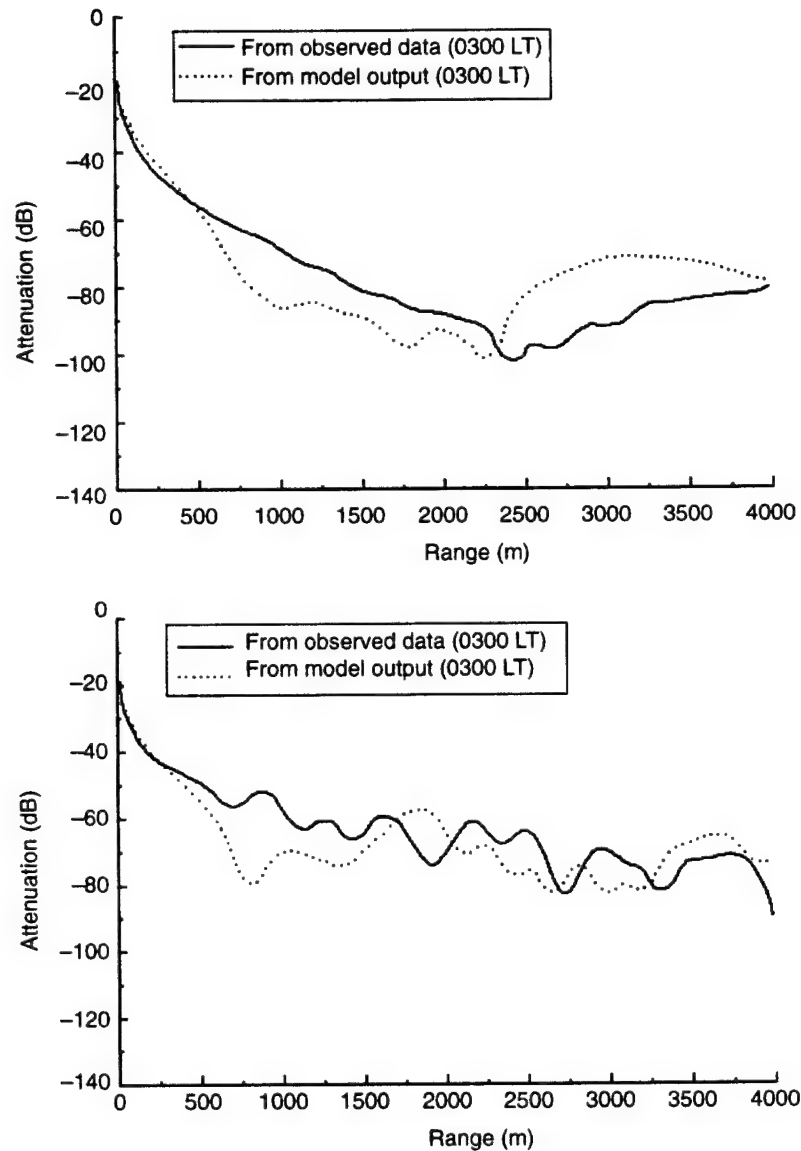 0
−20
−40
−60
−80
−100
−120
−140
Attenuation (dB)
From observed data (0300 LT)
From model output (0300 LT)
0 500 1000 1500 2000 2500 3000 3500 4000
Range (m)
0
−20
−40
−60
−80
−100
−120
−140
Attenuation (dB)
From observed data (0300 LT)
From model output (0300 LT)
0 500 1000 1500 2000 2500 3000 3500 4000
Range (m)